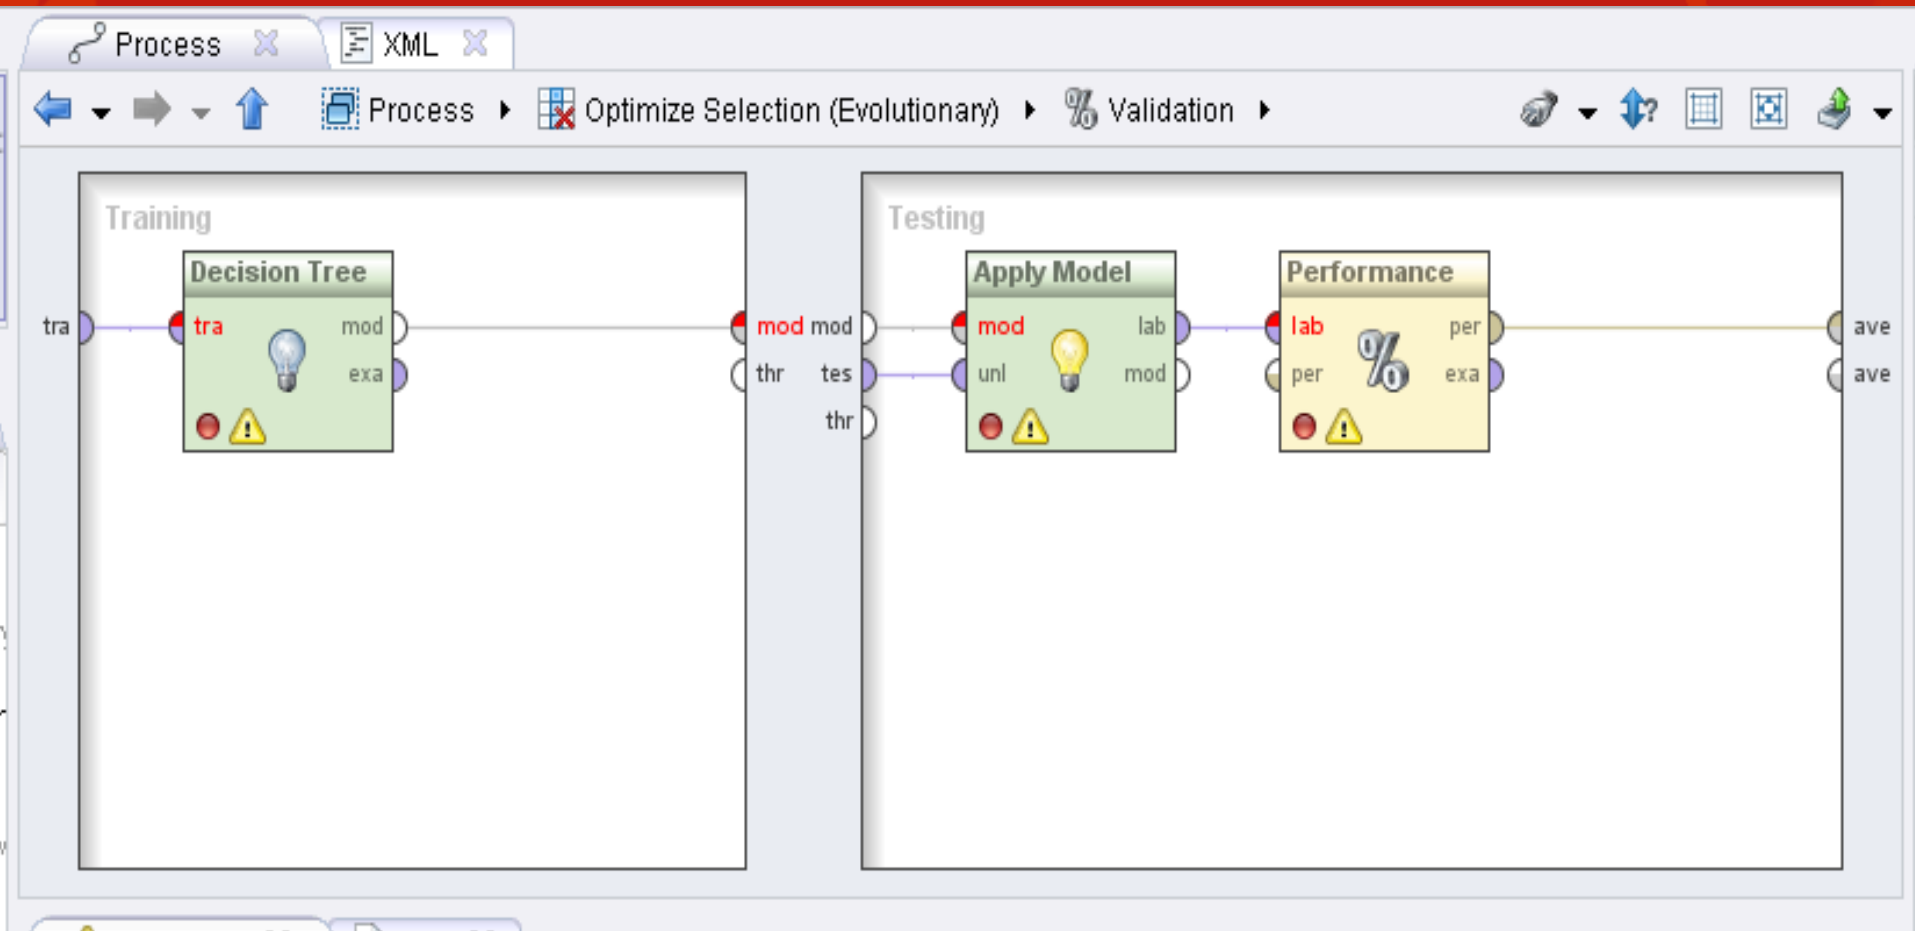 Process XML
Process Optimize Selection (Evolutionary) % Validation
Training
Testing
Decision Tree
Apply Model
Performance
tra tra mod mod mod mod lab lab per ave
exa thr tes unl mod per % exa ave
thr